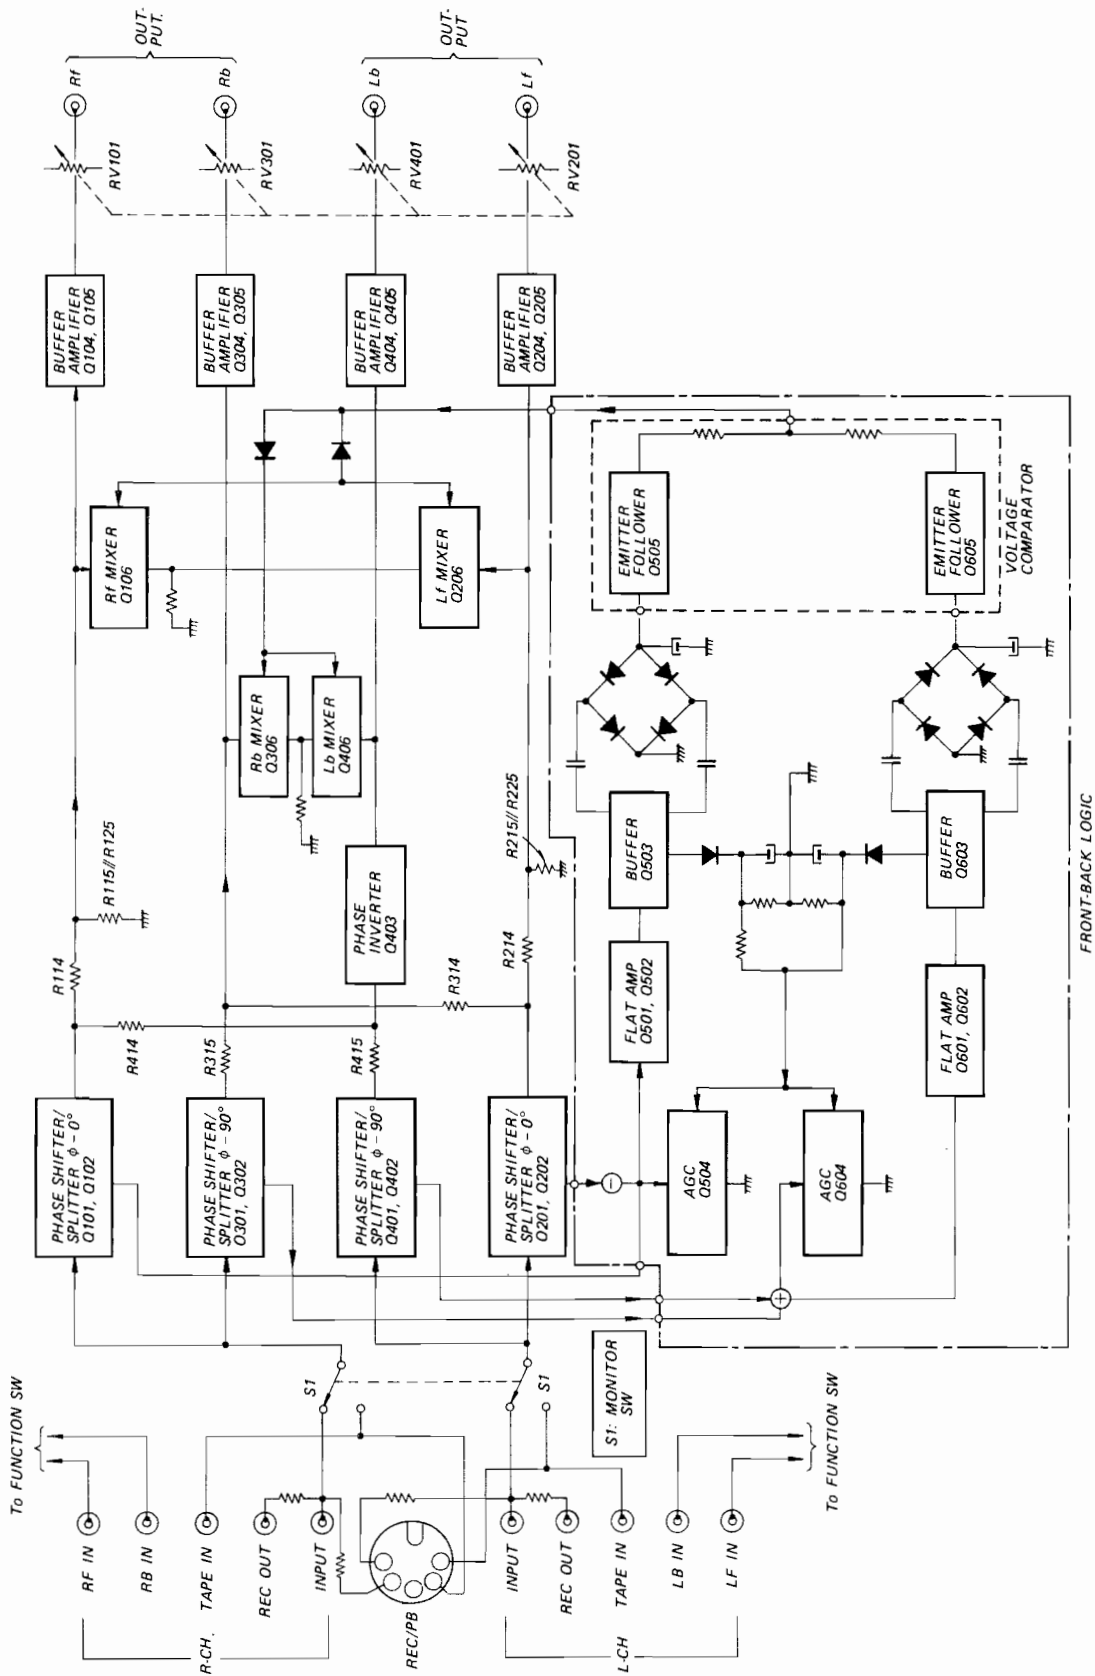 To FUNCTION SW
RF IN
RB IN
TAPE IN
R-CH.
REC OUT
INPUT
REC/PB
INPUT
REC OUT
L-CH
TAPE IN
LB IN
LF IN
To FUNCTION SW
S1
S1
S1: MONITOR
SW
PHASE SHIFTER/
SPLITTER ϕ - 0°
Q101, Q102
PHASE SHIFTER/
SPLITTER ϕ - 90°
Q301, Q302
PHASE SHIFTER/
SPLITTER ϕ - 90°
Q401, Q402
PHASE SHIFTER/
SPLITTER ϕ - 0°
Q201, Q202
R114
R414
R315
R415
R314
R214
R115//R125
R215//R225
PHASE
INVERTER
Q403
Rf MIXER
Q106
Rb MIXER
Q306
Lb MIXER
Q406
Lf MIXER
Q206
BUFFER
AMPLIFIER
Q104, Q105
BUFFER
AMPLIFIER
Q304, Q305
BUFFER
AMPLIFIER
Q404, Q405
BUFFER
AMPLIFIER
Q204, Q205
RV101
RV301
RV401
RV201
Rf
Rb
Lb
Lf
OUT-
PUT.
OUT-
PUT
−
+
AGC
Q504
AGC
Q604
FLAT AMP
Q501, Q502
FLAT AMP
Q601, Q602
BUFFER
Q503
BUFFER
Q603
EMITTER
FOLLOWER
Q505
EMITTER
FOLLOWER
Q605
VOLTAGE
COMPARATOR
FRONT-BACK LOGIC